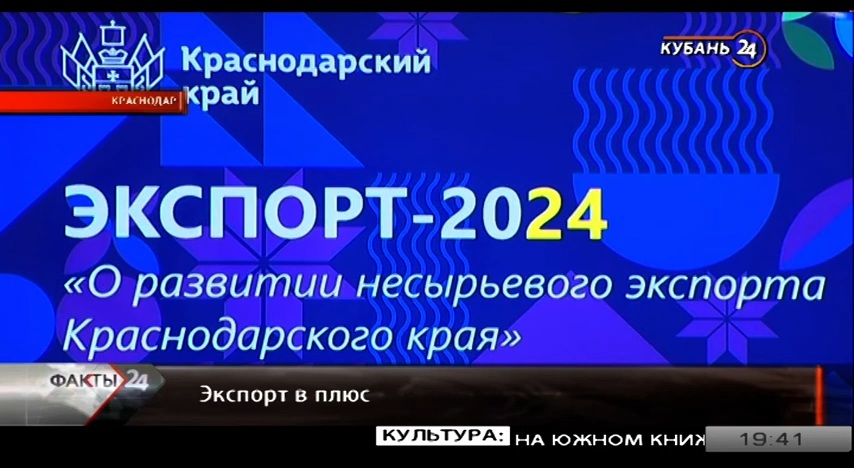 Краснодарский
край
КУБАНЬ 24
КРАСНОДАР
ЭКСПОРТ-2024
«О развитии несырьевого экспорта
Краснодарского края»
ФАКТЫ 24
Экспорт в плюс
КУЛЬТУРА: НА ЮЖНОМ КНИЖ
19:41